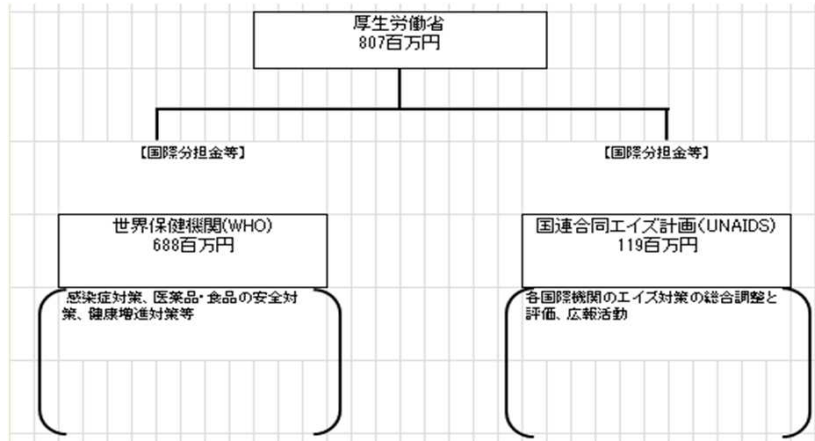 厚生労働省
807百万円
【国際分担金等】
【国際分担金等】
世界保健機関(WHO)
688百万円
国連合同エイズ計画(UNAIDS)
119百万円
感染症対策、医薬品・食品の安全対
策、健康増進対策等
各国際機関のエイズ対策の総合調整と
評価、広報活動